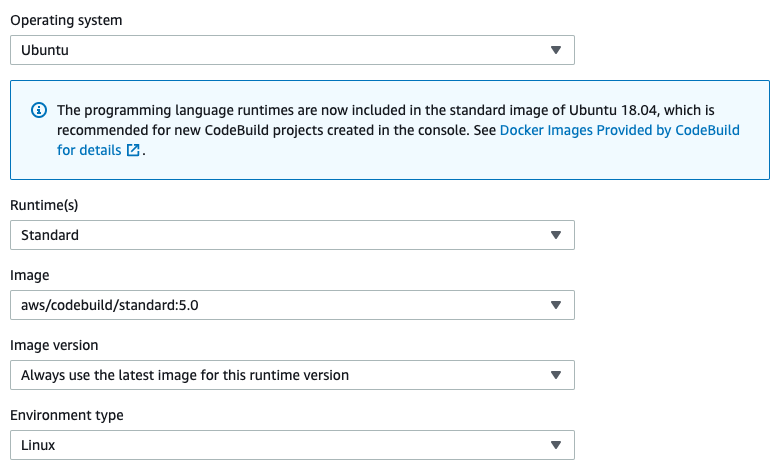 Operating system
Ubuntu
The programming language runtimes are now included in the standard image of Ubuntu 18.04, which is
recommended for new CodeBuild projects created in the console. See Docker Images Provided by CodeBuild
for details .
Runtime(s)
Standard
Image
aws/codebuild/standard:5.0
Image version
Always use the latest image for this runtime version
Environment type
Linux